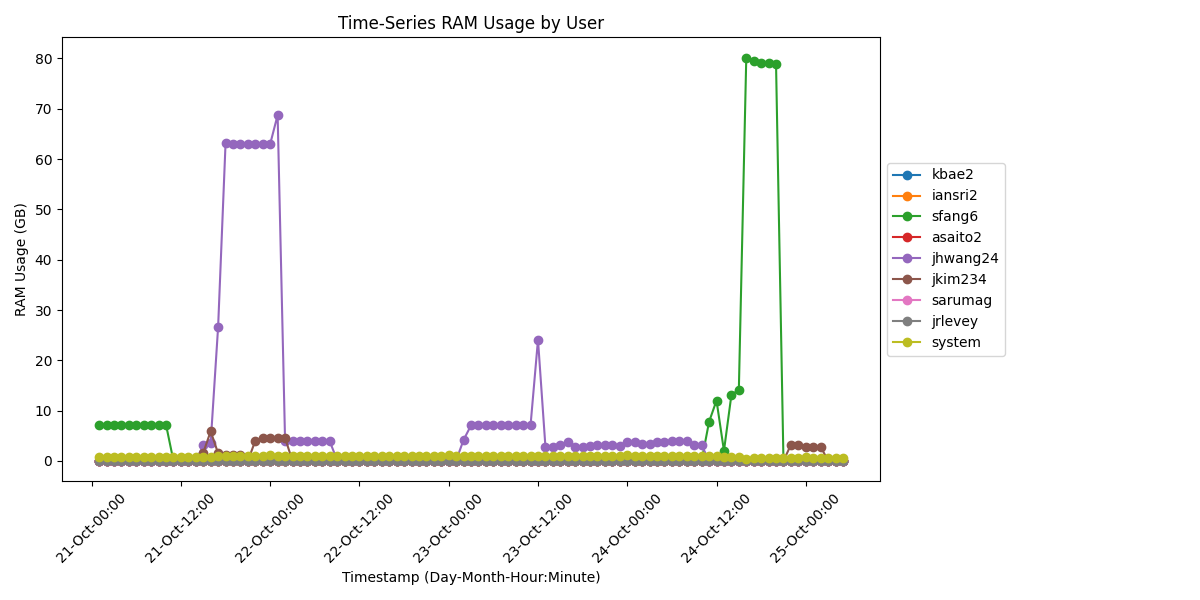 Time-Series RAM Usage by User
RAM Usage (GB)
80
70
60
50
40
30
20
10
0
21-Oct-00:00
21-Oct-12:00
22-Oct-00:00
22-Oct-12:00
23-Oct-00:00
23-Oct-12:00
24-Oct-00:00
24-Oct-12:00
25-Oct-00:00
Timestamp (Day-Month-Hour:Minute)
kbae2
iansri2
sfang6
asaito2
jhwang24
jkim234
sarumag
jrlevey
system